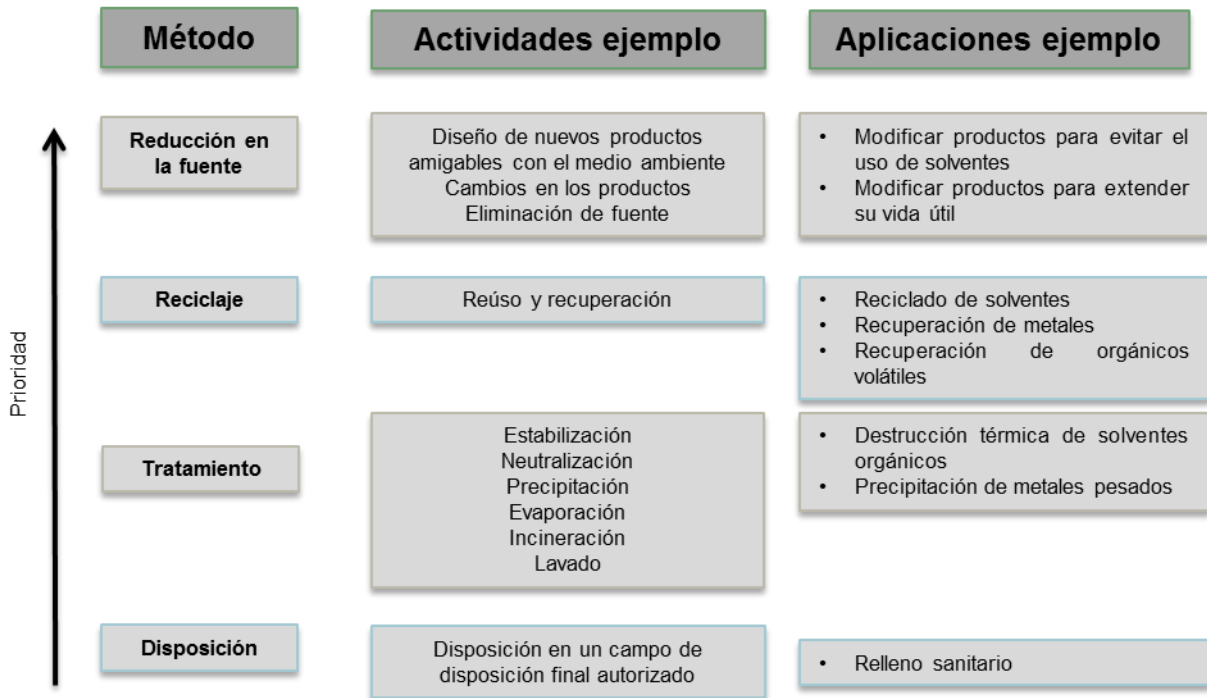 Método
Actividades ejemplo
Aplicaciones ejemplo
Prioridad
Reducción en
la fuente
Diseño de nuevos productos
amigables con el medio ambiente
Cambios en los productos
Eliminación de fuente
• Modificar productos para evitar el
uso de solventes
• Modificar productos para extender
su vida útil
Reciclaje
Reúso y recuperación
• Reciclado de solventes
• Recuperación de metales
• Recuperación de orgánicos
volátiles
Tratamiento
Estabilización
Neutralización
Precipitación
Evaporación
Incineración
Lavado
• Destrucción térmica de solventes
orgánicos
• Precipitación de metales pesados
Disposición
Disposición en un campo de
disposición final autorizado
• Relleno sanitario